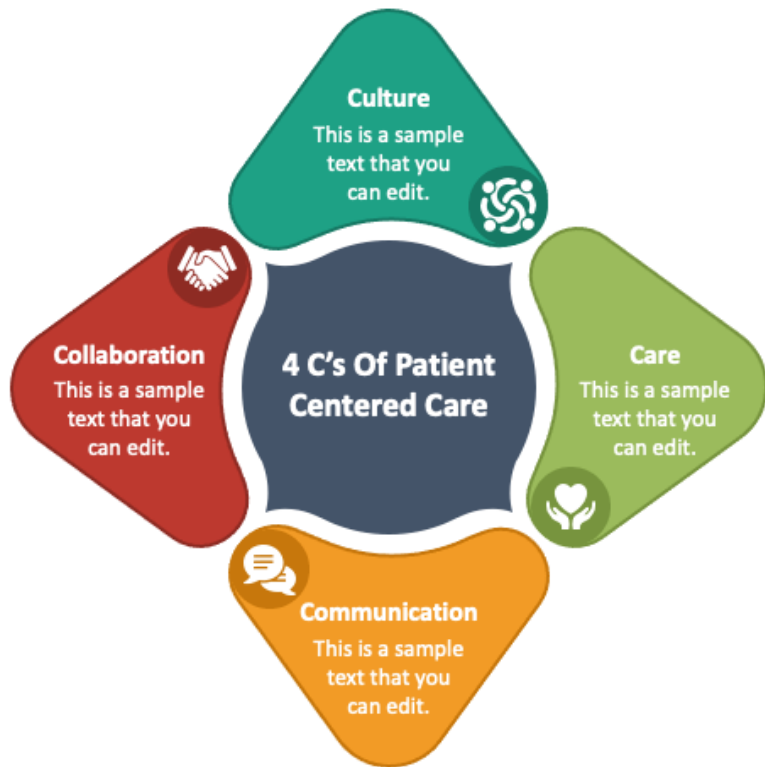 Culture
This is a sample
text that you
can edit.
Collaboration
This is a sample
text that you
can edit.
4 C’s Of Patient
Centered Care
Care
This is a sample
text that you
can edit.
Communication
This is a sample
text that you
can edit.